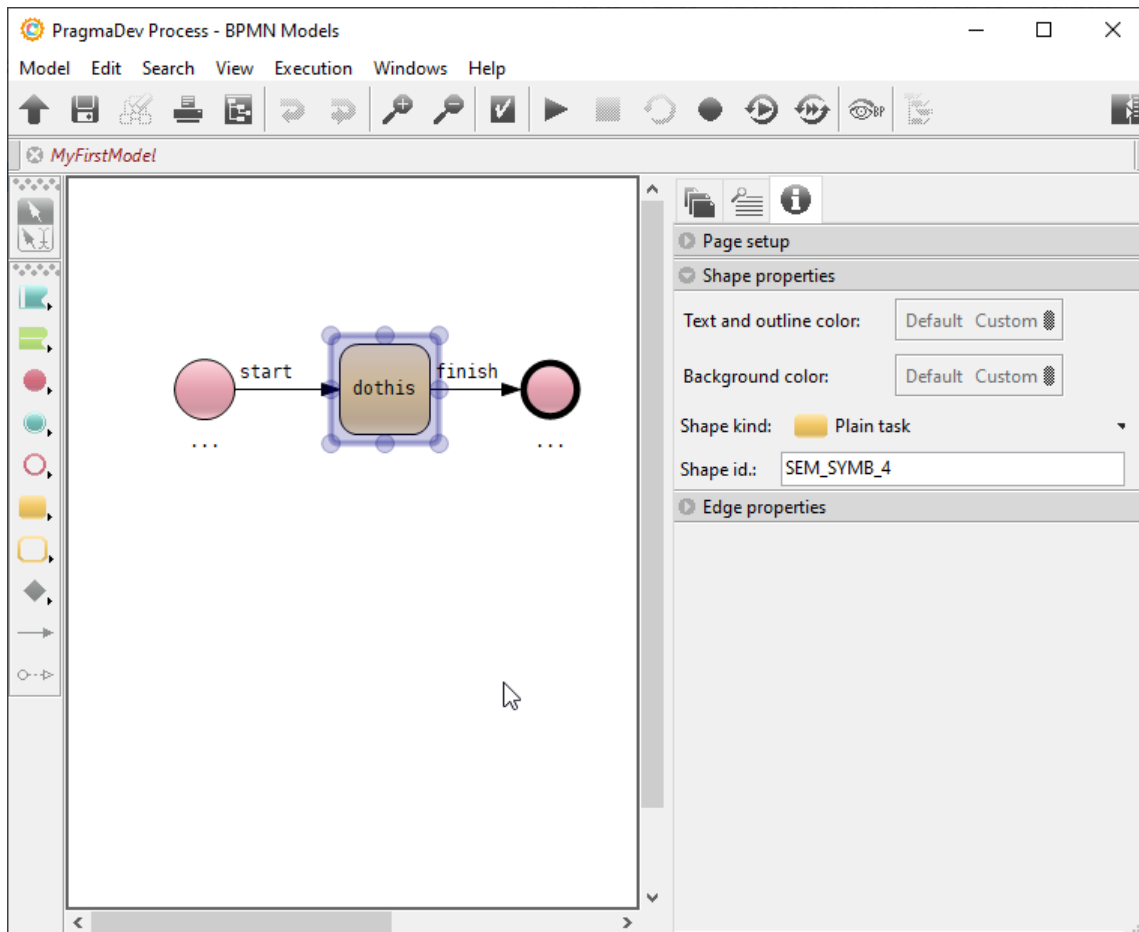 PragmaDev Process - BPMN Models
Model Edit Search View Execution Windows Help
BP
MyFirstModel
Page setup
Shape properties
Text and outline color: Default Custom
Background color: Default Custom
Shape kind: Plain task
Shape id.: SEM_SYMB_4
Edge properties
start
dothis
finish
...
...